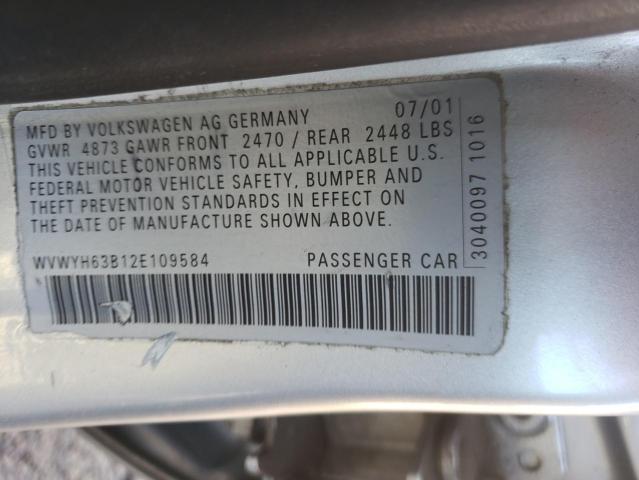 MFD BY VOLKSWAGEN AG GERMANY 07/01
GVWR 4873 GAWR FRONT 2470 / REAR 2448 LBS
THIS VEHICLE CONFORMS TO ALL APPLICABLE U.S.
FEDERAL MOTOR VEHICLE SAFETY, BUMPER AND
THEFT PREVENTION STANDARDS IN EFFECT ON
THE DATE OF MANUFACTURE SHOWN ABOVE.
WVWYH63B12E109584 PASSENGER CAR
3040097 1016